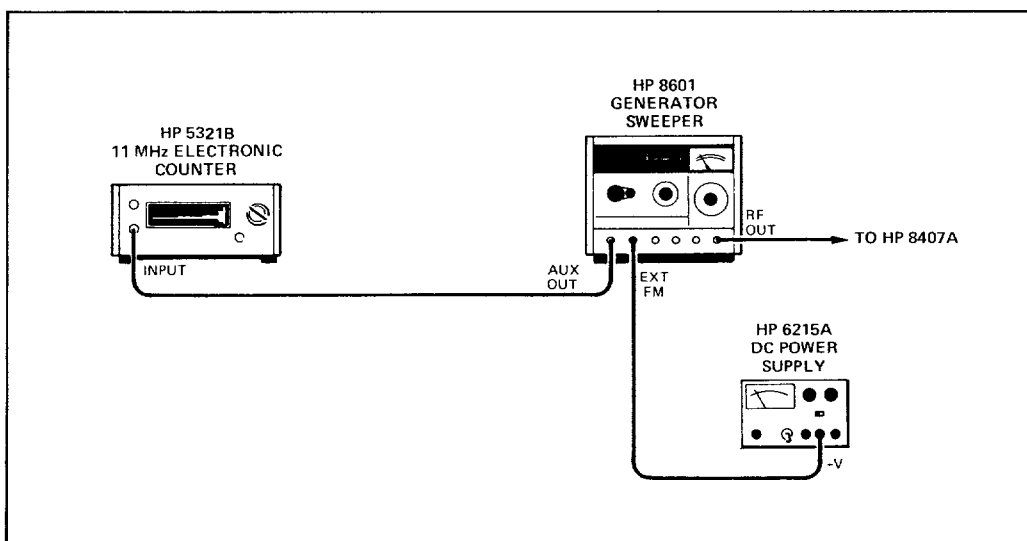 HP 8601
GENERATOR
SWEEPER
HP 5321B
11 MHz ELECTRONIC
COUNTER
RF
OUT
TO HP 8407A
INPUT
AUX
OUT
EXT
FM
HP 6215A
DC POWER
SUPPLY
-V